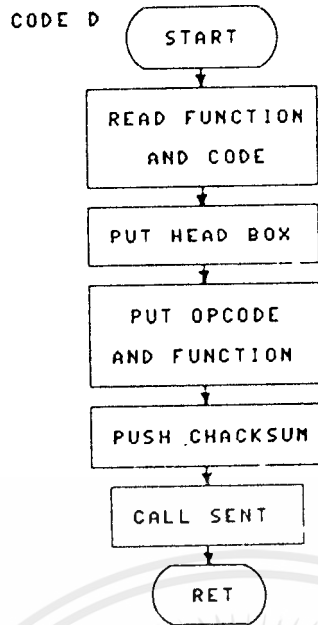 CODE D
START
READ FUNCTION
AND CODE
PUT HEAD BOX
PUT OPCODE
AND FUNCTION
PUSH CHACKSUM
CALL SENT
RET